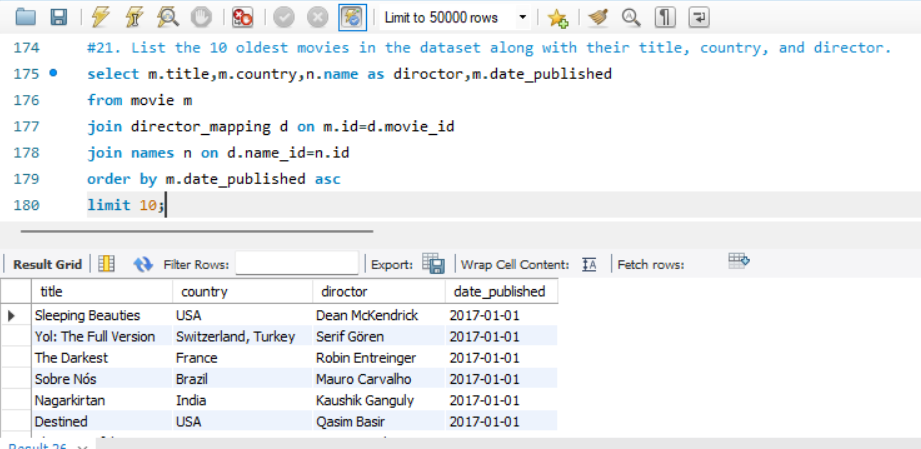 Limit to 50000 rows
174 #21. List the 10 oldest movies in the dataset along with their title, country, and director.
175 select m.title,m.country,n.name as diroctor,m.date_published
176 from movie m
177 join director_mapping d on m.id=d.movie_id
178 join names n on d.name_id=n.id
179 order by m.date_published asc
180 limit 10;
Result Grid Filter Rows: Export: Wrap Cell Content: Fetch rows:
title country diroctor date_published
Sleeping Beauties USA Dean McKendrick 2017-01-01
Yol: The Full Version Switzerland, Turkey Serif Gören 2017-01-01
The Darkest France Robin Entreinger 2017-01-01
Sobre Nós Brazil Mauro Carvalho 2017-01-01
Nagarkirtan India Kaushik Ganguly 2017-01-01
Destined USA Qasim Basir 2017-01-01